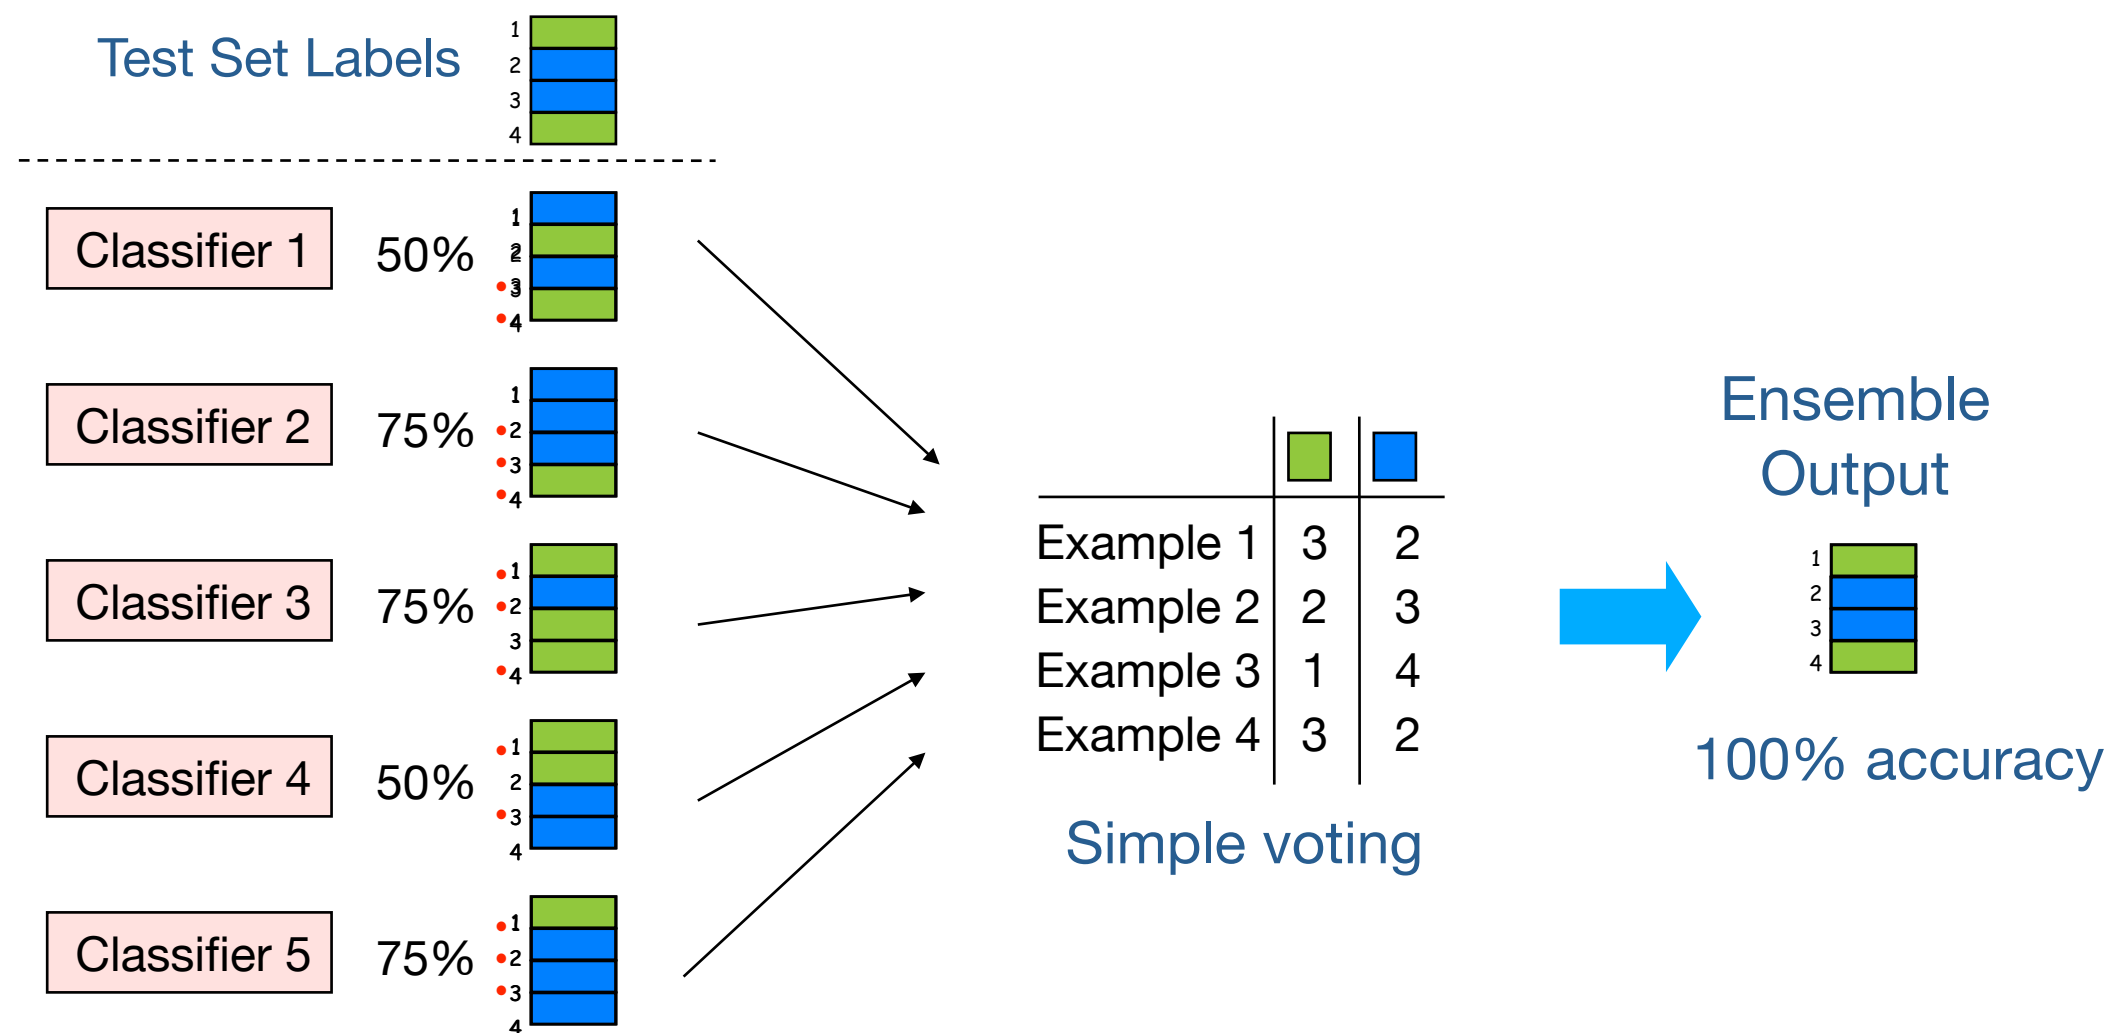 Test Set Labels
1
2
3
4
Classifier 1 50%
1
2
3
4
Classifier 2 75%
1
2
3
4
Classifier 3 75%
1
2
3
4
Classifier 4 50%
1
2
3
4
Classifier 5 75%
1
2
3
4
Example 1 3 2
Example 2 2 3
Example 3 1 4
Example 4 3 2
Simple voting
Ensemble
Output
1
2
3
4
100% accuracy